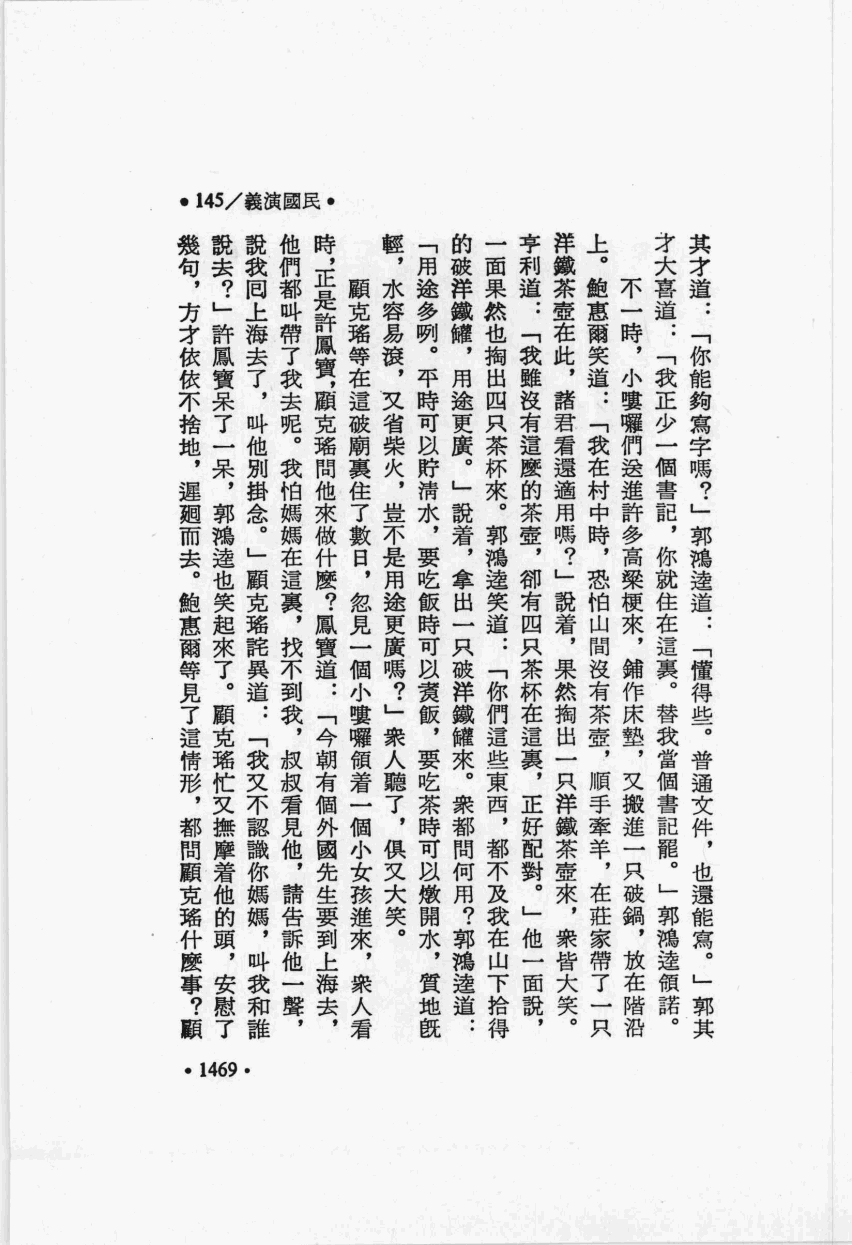 •145／義演國民•
其才道：「你能夠寫字嗎？」郭鴻逵道：「懂得些。普通文件，也還能寫。」郭其
才大喜道：「我正少一個書記，你就住在這裏。替我當個書記罷。」郭鴻逵領諾。
不一時，小嘍囉們送進許多高粱梗來，鋪作床墊，又搬進一只破鍋，放在階沿
上。鮑惠爾笑道：「我在村中時，恐怕山間沒有茶壺，順手牽羊，在莊家帶了一只
洋鐵茶壺在此，諸君看還適用嗎？」說着，果然掏出一只洋鐵茶壺來，衆皆大笑。
亨利道：「我雖沒有這麼的茶壺，卻有四只茶杯在這裏，正好配對。」他一面說，
一面果然也掏出四只茶杯來。郭鴻逵笑道：「你們這些東西，都不及我在山下拾得
的破洋鐵罐，用途更廣。」說着，拿出一只破洋鐵罐來。衆都問何用？郭鴻逵道：
「用途多咧。平時可以貯清水，要吃飯時可以煑飯，要吃茶時可以燉開水，質地旣
輕，水容易滾，又省柴火，豈不是用途更廣嗎？」衆人聽了，俱又大笑。
顧克瑤等在這破廟裏住了數日，忽見一個小嘍囉領着一個小女孩進來，衆人看
時，正是許鳳寶，顧克瑤問他來做什麼？鳳寶道：「今朝有個外國先生要到上海去，
他們都叫帶了我去呢。我怕媽媽在這裏，找不到我，叔叔看見他，請告訴他一聲，
說我囘上海去了，叫他別掛念。」顧克瑤詫異道：「我又不認識你媽媽，叫我和誰
說去？」許鳳寶呆了一呆，郭鴻逵也笑起來了。顧克瑤忙又撫摩着他的頭，安慰了
幾句，方才依依不捨地，遲廻而去。鮑惠爾等見了這情形，都問顧克瑤什麼事？顧
•1469•